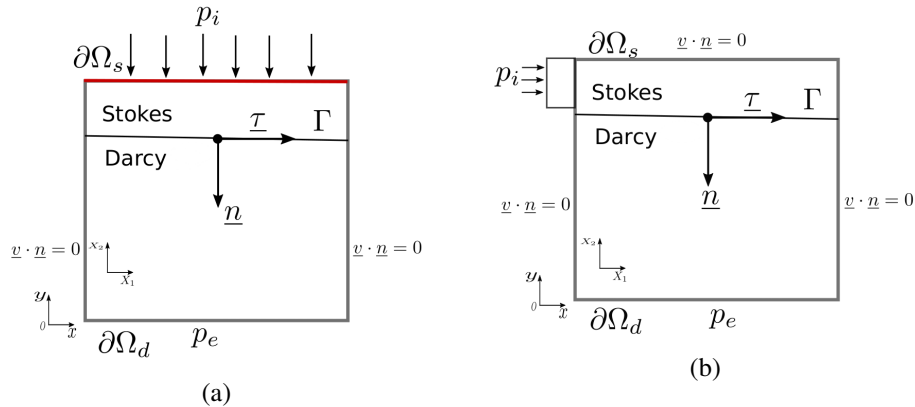 p_i
∂Ω_s
Stokes
τ
Γ
Darcy
n
v · n = 0
v · n = 0
X_2
X_1
y
0
x
∂Ω_d
p_e
(a)
∂Ω_s
v · n = 0
p_i
Stokes
τ
Γ
Darcy
n
v · n = 0
v · n = 0
X_2
X_1
y
0
x
∂Ω_d
p_e
(b)